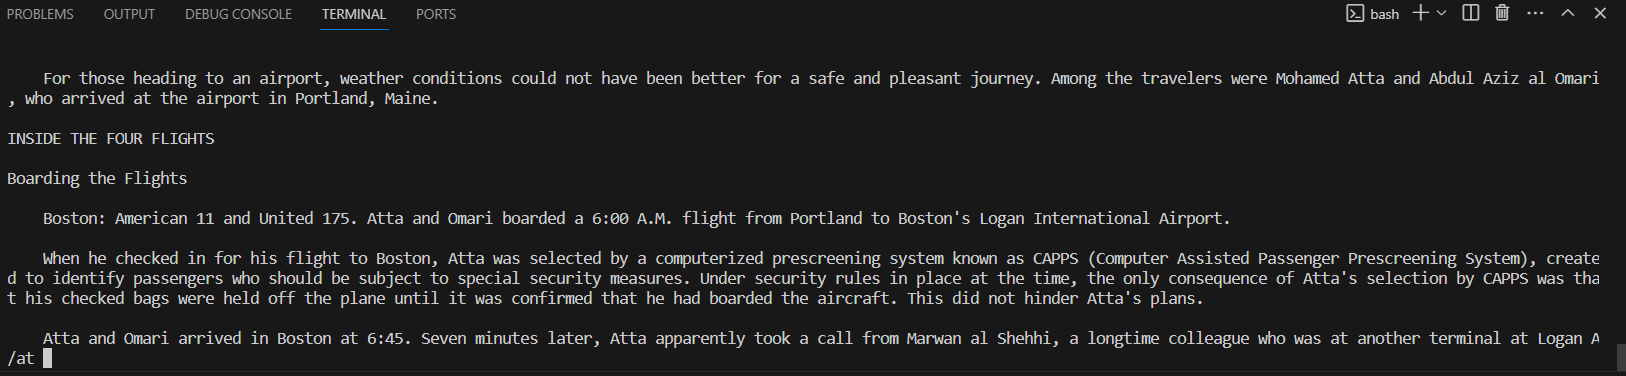 PROBLEMS OUTPUT DEBUG CONSOLE TERMINAL PORTS bash
For those heading to an airport, weather conditions could not have been better for a safe and pleasant journey. Among the travelers were Mohamed Atta and Abdul Aziz al Omari
, who arrived at the airport in Portland, Maine.
INSIDE THE FOUR FLIGHTS
Boarding the Flights
Boston: American 11 and United 175. Atta and Omari boarded a 6:00 A.M. flight from Portland to Boston's Logan International Airport.
When he checked in for his flight to Boston, Atta was selected by a computerized prescreening system known as CAPPS (Computer Assisted Passenger Prescreening System), create
d to identify passengers who should be subject to special security measures. Under security rules in place at the time, the only consequence of Atta's selection by CAPPS was tha
t his checked bags were held off the plane until it was confirmed that he had boarded the aircraft. This did not hinder Atta's plans.
Atta and Omari arrived in Boston at 6:45. Seven minutes later, Atta apparently took a call from Marwan al Shehhi, a longtime colleague who was at another terminal at Logan A
/at